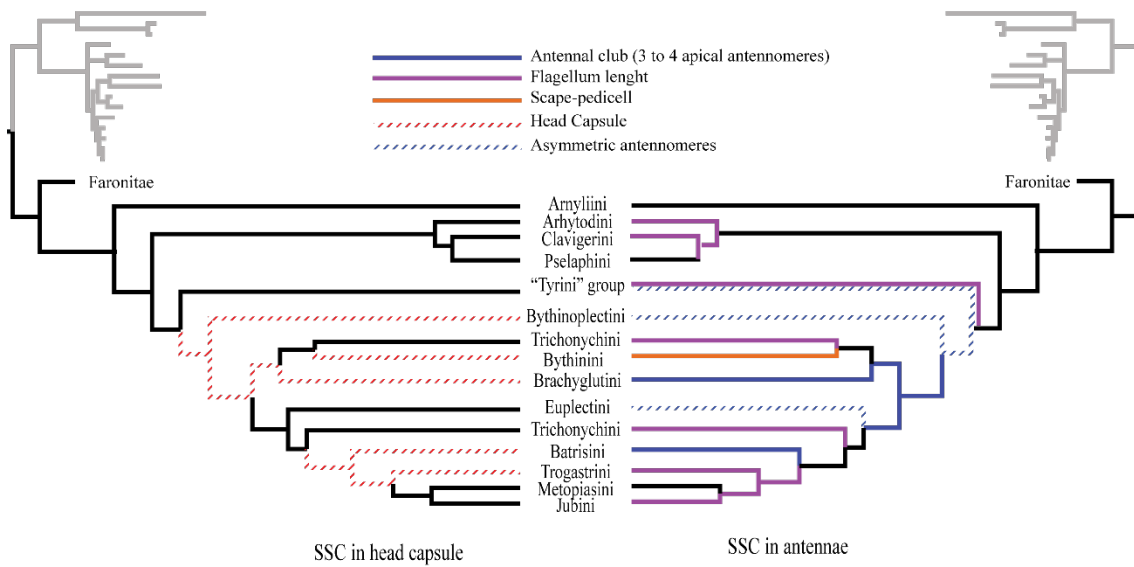 Antennal club (3 to 4 apical antennomeres)
Flagellum lenght
Scape-pedicell
Head Capsule
Asymmetric antennomeres
Faronitae
Faronitae
Arnyliini
Arhytodini
Clavigerini
Pselaphini
“Tyrini” group
Bythinoplectini
Trichonychini
Bythinini
Brachyglutini
Euplectini
Trichonychini
Batrisini
Trogastrini
Metopiasini
Jubini
SSC in head capsule
SSC in antennae